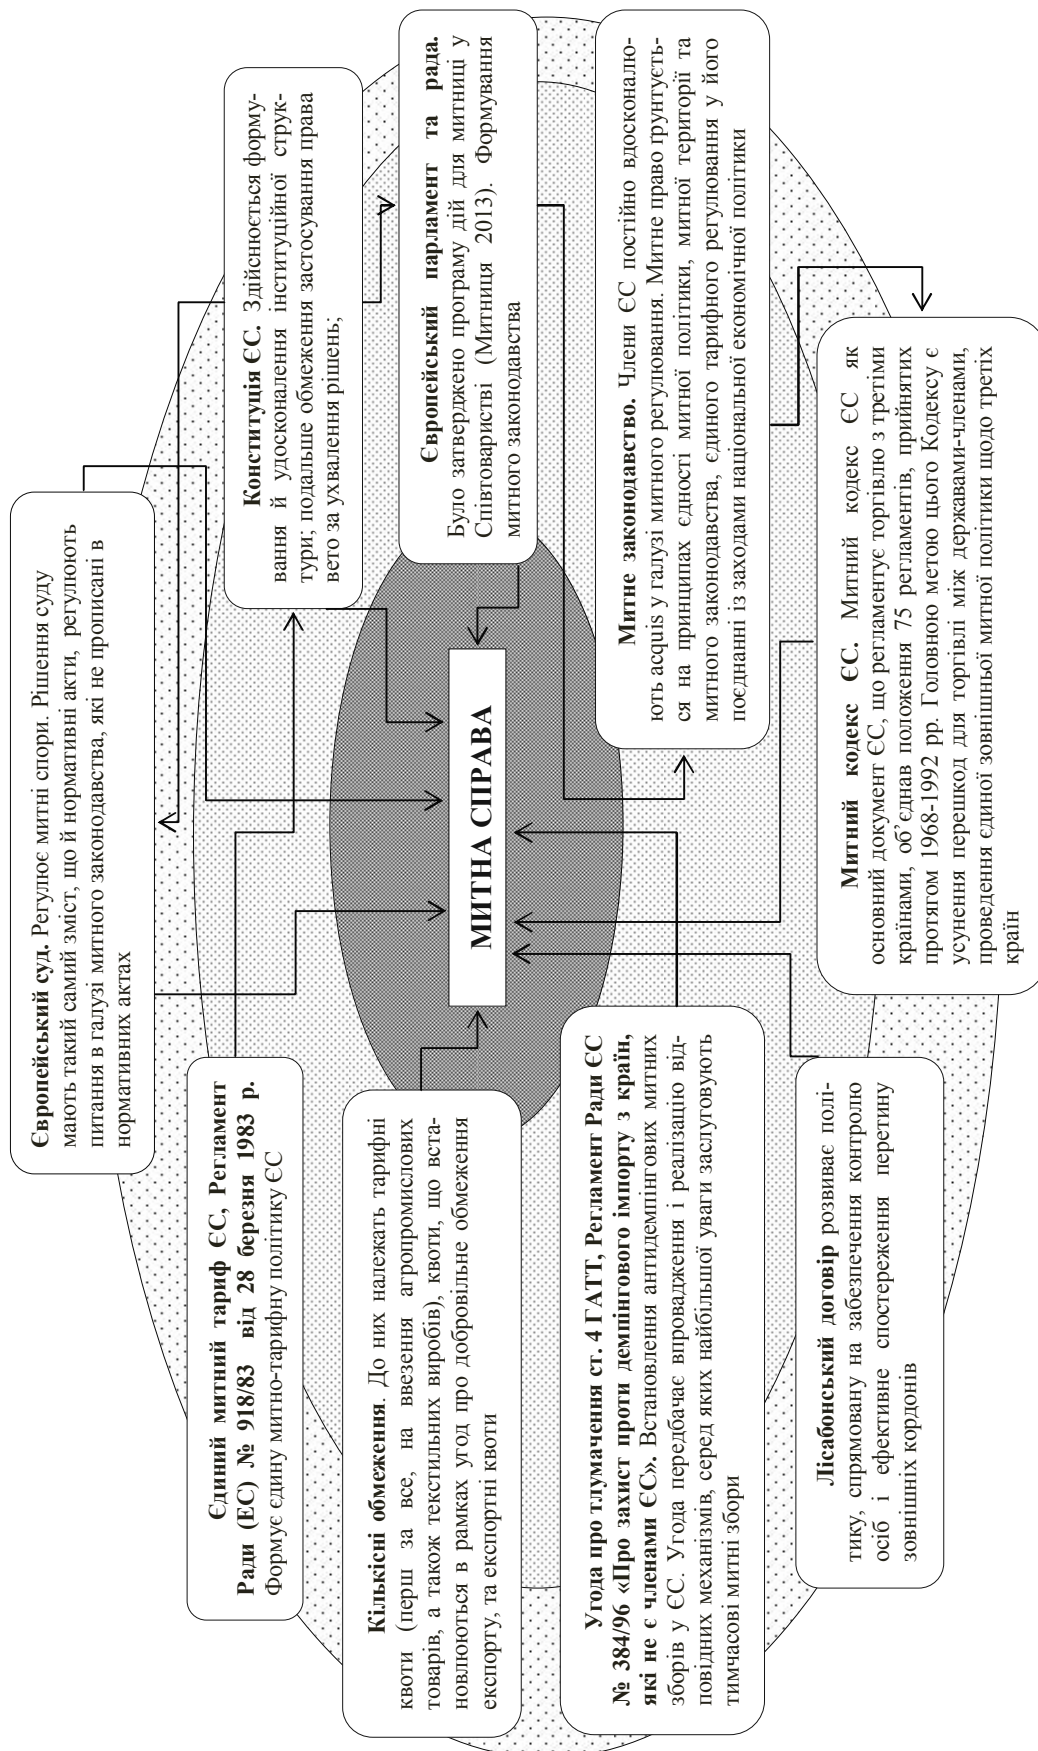 Європейський суд. Регулює митні спори. Рішення суду
мають такий самий зміст, що й нормативні акти, регулюють
питання в галузі митного законодавства, які не прописані в
нормативних актах
Єдиний митний тариф ЄС, Регламент
Ради (ЕС) № 918/83 від 28 березня 1983 р.
Формує єдину митно-тарифну політику ЄС
Конституція ЄС. Здійснюється форму-
вання й удосконалення інституційної струк-
тури; подальше обмеження застосування права
вето за ухвалення рішень;
Кількісні обмеження. До них належать тарифні
квоти (перш за все, на ввезення агропромислових
товарів, а також текстильних виробів), квоти, що вста-
новлюються в рамках угод про добровільне обмеження
експорту, та експортні квоти
МИТНА СПРАВА
Європейський парламент та рада.
Було затверджено програму дій для митниці у
Співтоваристві (Митниця 2013). Формування
митного законодавства
Угода про тлумачення ст. 4 ГАТТ, Регламент Ради ЄС
№ 384/96 «Про захист проти демпінгового імпорту з країн,
які не є членами ЄС». Встановлення антидемпінгових митних
зборів у ЄС. Угода передбачає впровадження і реалізацію від-
повідних механізмів, серед яких найбільшої уваги заслуговують
тимчасові митні збори
Митне законодавство. Члени ЄС постійно вдосконалю-
ють acquis у галузі митного регулювання. Митне право ґрунтуєть-
ся на принципах єдності митної політики, митної території та
митного законодавства, єдиного тарифного регулювання у його
поєднанні із заходами національної економічної політики
Лісабонський договір розвиває полі-
тику, спрямовану на забезпечення контролю
осіб і ефективне спостереження перетину
зовнішніх кордонів
Митний кодекс ЄС. Митний кодекс ЄС як
основний документ ЄС, що регламентує торгівлю з третіми
країнами, об’єднав положення 75 регламентів, прийнятих
протягом 1968-1992 рр. Головною метою цього Кодексу є
усунення перешкод для торгівлі між державами-членами,
проведення єдиної зовнішньої митної політики щодо третіх
країн